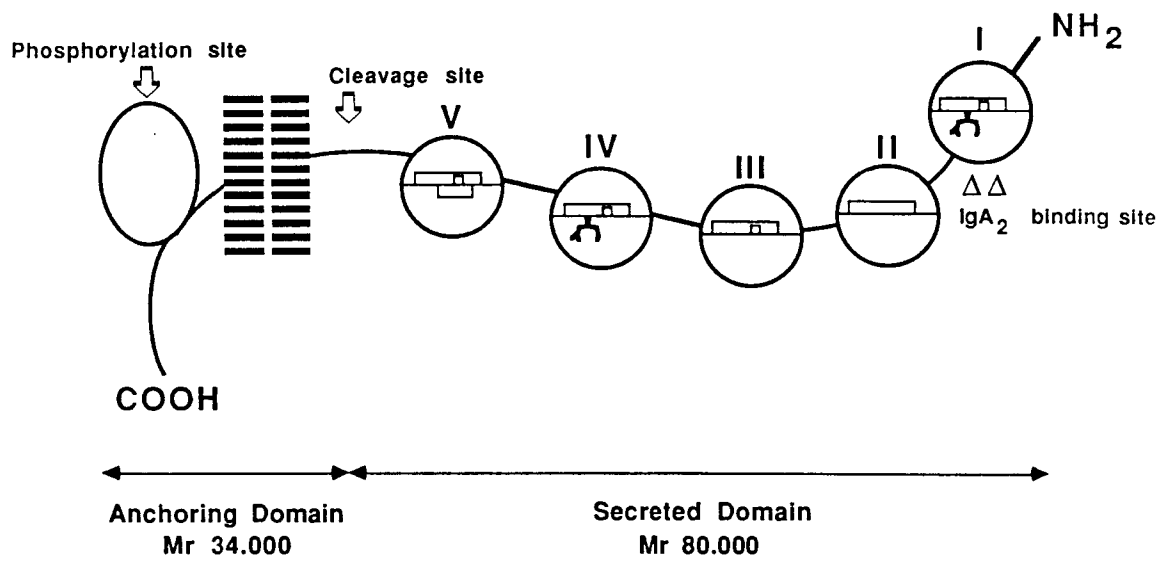 Phosphorylation site
Cleavage site
V
IV
III
II
I
NH2
ΔΔ
IgA2 binding site
COOH
Anchoring Domain
Mr 34.000
Secreted Domain
Mr 80.000